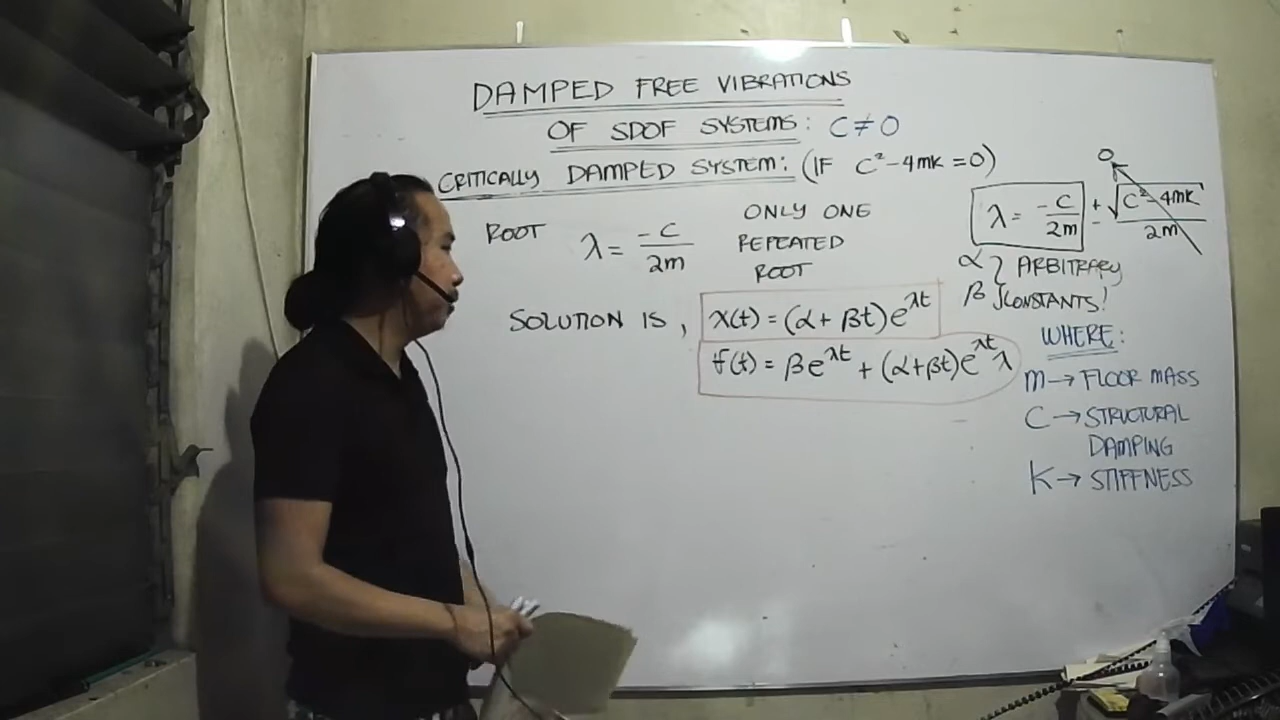 DAMPED FREE VIBRATIONS
OF SDOF SYSTEMS: C≠0
CRITICALLY DAMPED SYSTEM: (IF C²-4mK=0)
ROOT λ = -C/2m
ONLY ONE
REPEATED
ROOT
SOLUTION IS, x(t) = (α+βt)e^λt
v(t) = βe^λt + (α+βt)e^λt λ
0
λ = -C/2m ± √(C²-4mK)/2m
α } ARBITRARY
β } CONSTANTS!
WHERE:
m → FLOOR MASS
C → STRUCTURAL
DAMPING
K → STIFFNESS